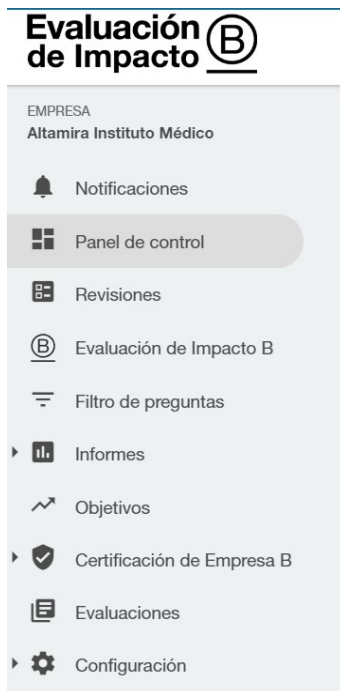 Evaluación
de Impacto B
EMPRESA
Altamira Instituto Médico
Notificaciones
Panel de control
Revisiones
B Evaluación de Impacto B
Filtro de preguntas
Informes
Objetivos
Certificación de Empresa B
Evaluaciones
Configuración